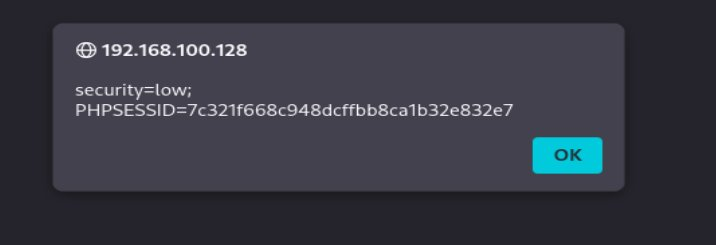 192.168.100.128
security=low;
PHPSESSID=7c321f668c948dcffbb8ca1b32e832e7
OK